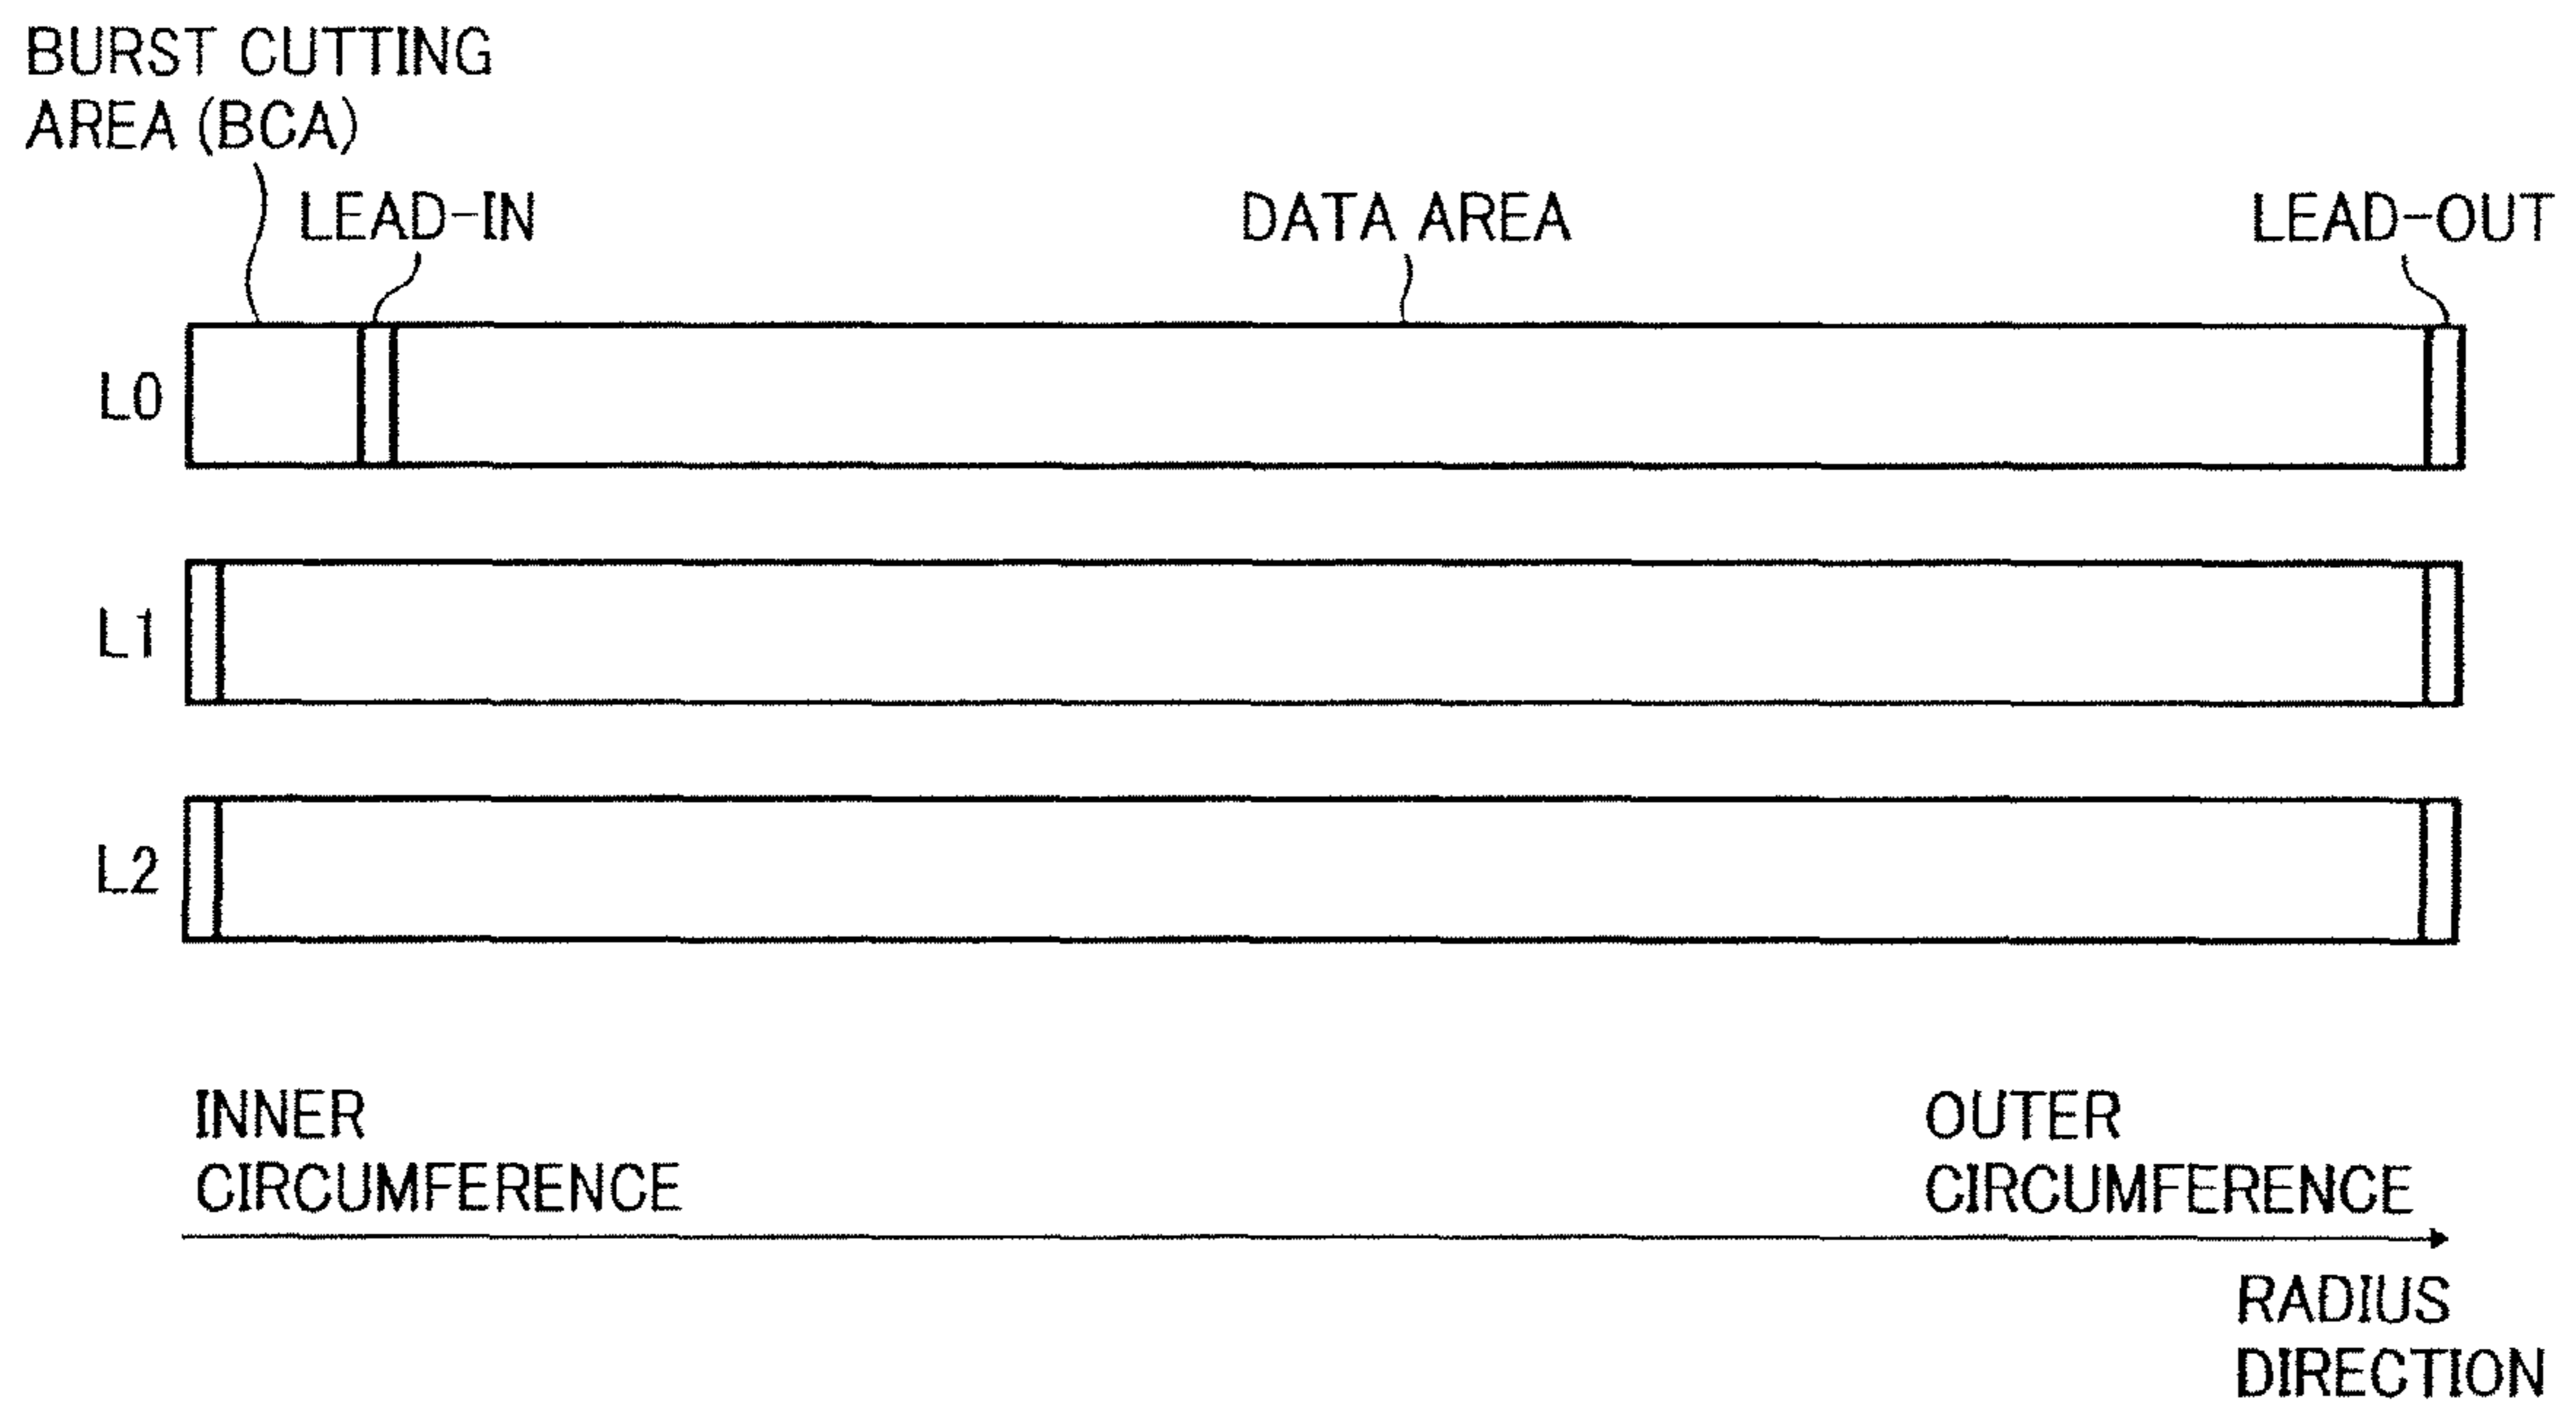 BURST CUTTING
AREA (BCA)
LEAD-IN
DATA AREA
LEAD-OUT
L0
L1
L2
INNER
CIRCUMFERENCE
OUTER
CIRCUMFERENCE
RADIUS
DIRECTION